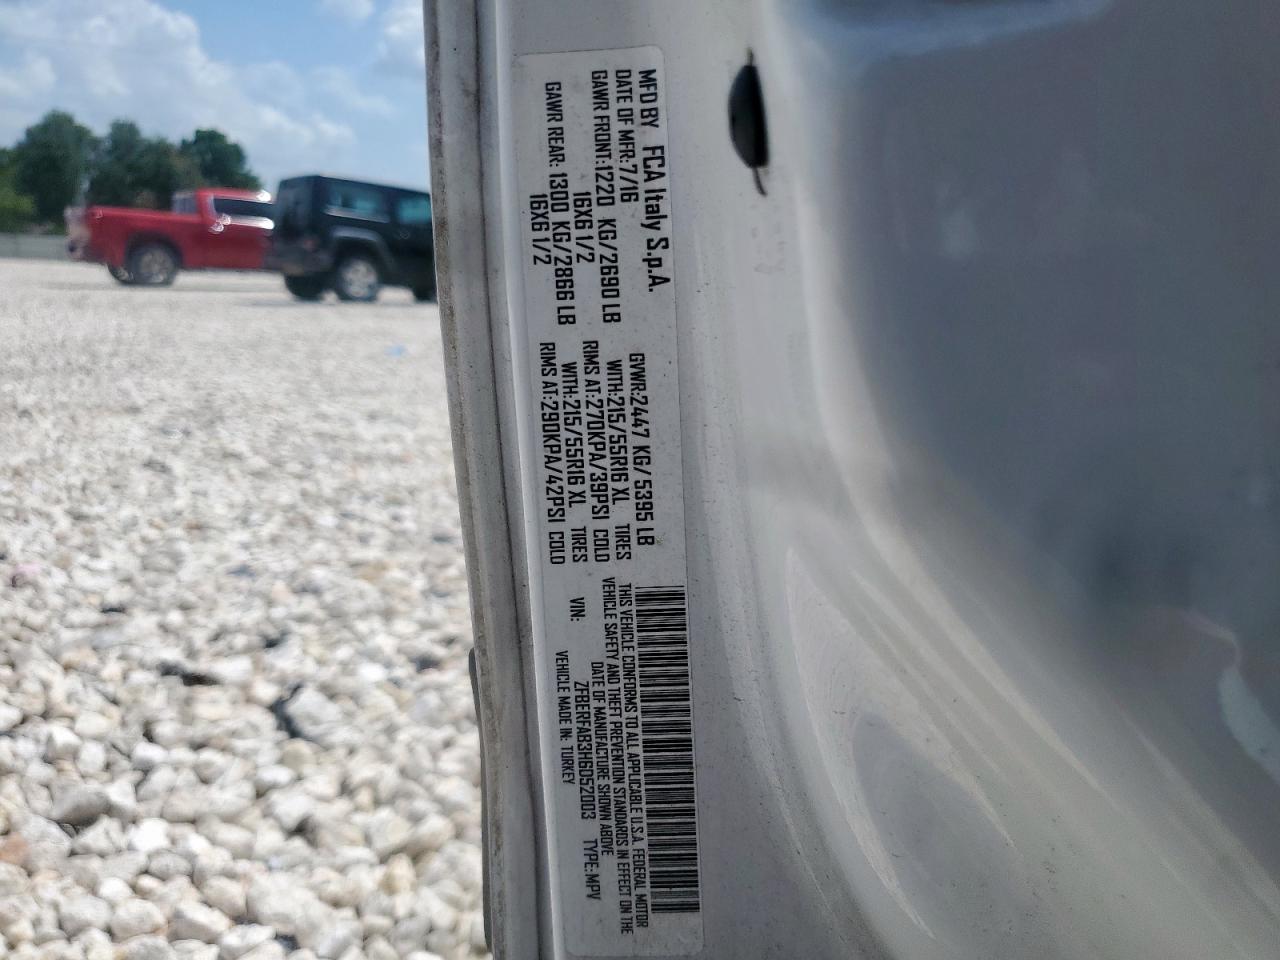 MFD BY FCA Italy S.p.A.
DATE OF MFR:7/16 GVWR:2447 KG/5395 LB
GAWR FRONT:1220 KG/2690 LB WITH:215/55R16 XL TIRES
16X6 1/2 RIMS AT:270KPA/39PSI COLD
GAWR REAR: 1300 KG/2866 LB WITH:215/55R16 XL TIRES
16X6 1/2 RIMS AT:290KPA/42PSI COLD
THIS VEHICLE CONFORMS TO ALL APPLICABLE U.S.A. FEDERAL MOTOR
VEHICLE SAFETY AND THEFT PREVENTION STANDARDS IN EFFECT ON THE
DATE OF MANUFACTURE SHOWN ABOVE
VIN: ZFBERFAB3H6D52003 TYPE:MPV
VEHICLE MADE IN: TURKEY